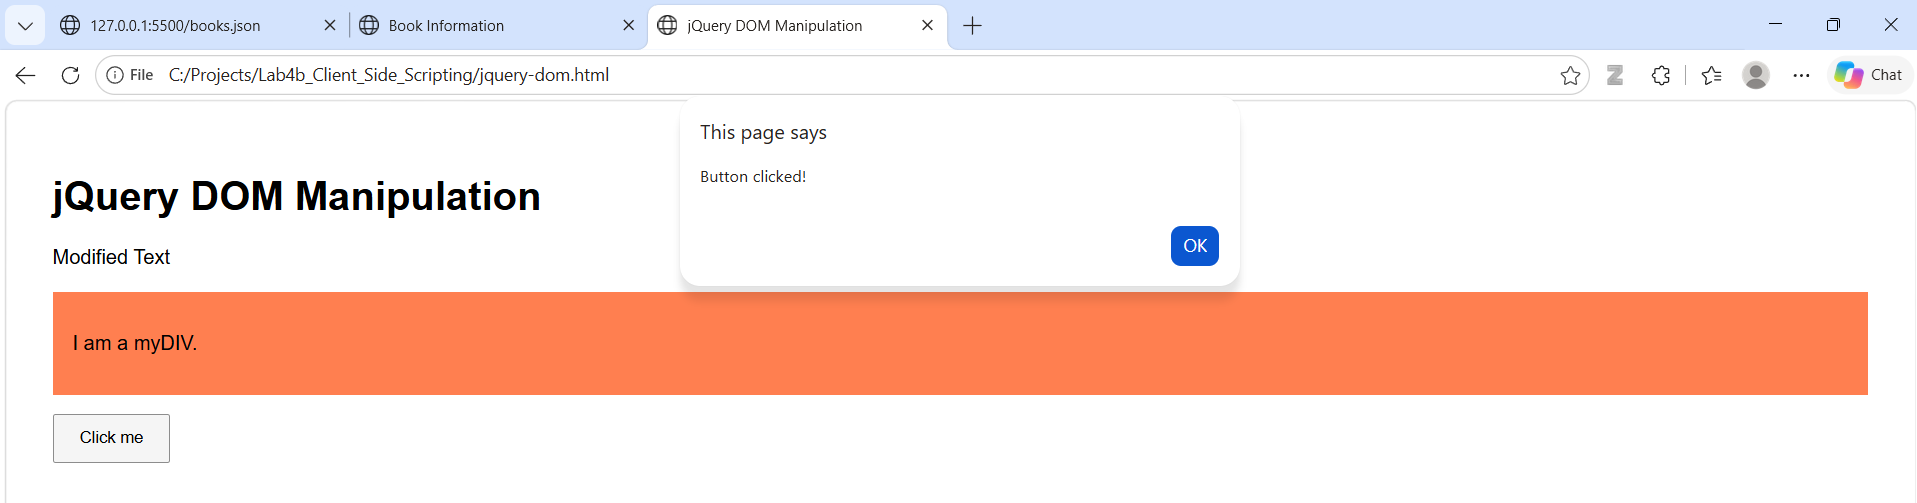 127.0.0.1:5500/books.json
Book Information
jQuery DOM Manipulation
File C:/Projects/Lab4b_Client_Side_Scripting/jquery-dom.html
Chat
This page says
Button clicked!
OK
jQuery DOM Manipulation
Modified Text
I am a myDIV.
Click me